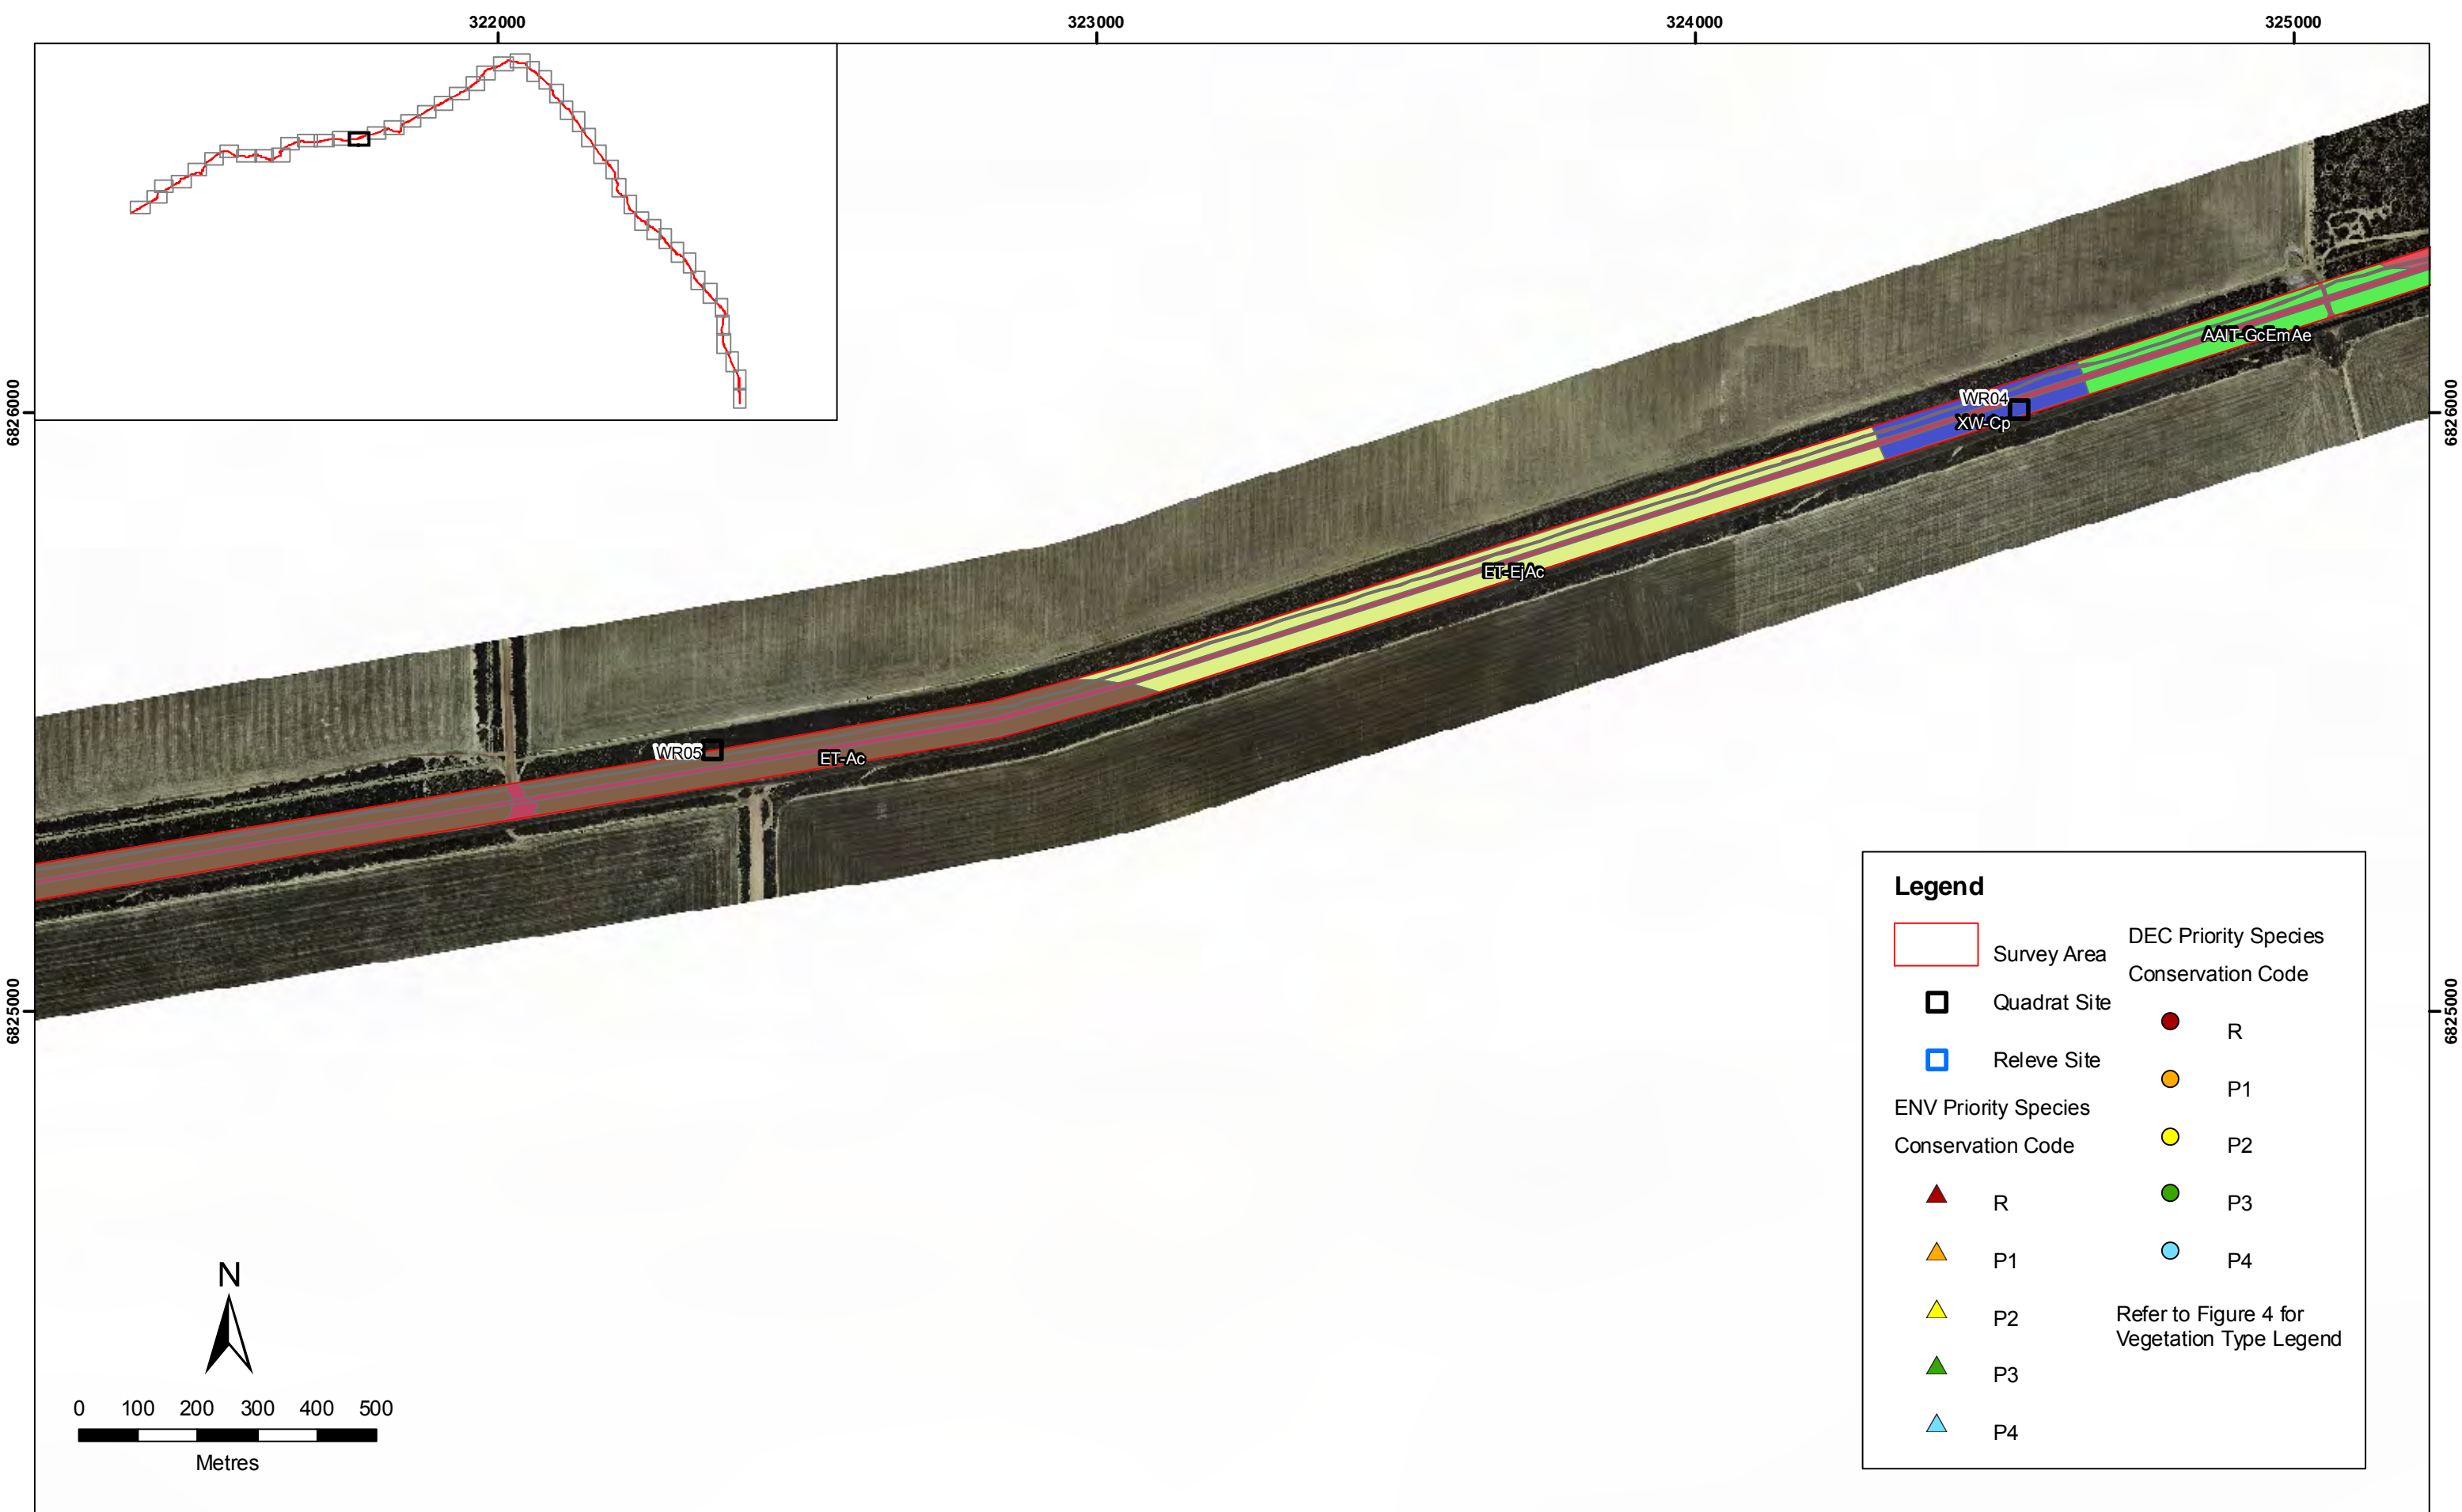 322000
323000
324000
325000
6826000
6826000
AAIT-GcEmAe
WR04
XW-Cp
ET-EjAc
WR05
ET-Ac
6825000
6825000
Legend
Survey Area
Quadrat Site
Releve Site
ENV Priority Species
Conservation Code
R
P1
P2
P3
P4
DEC Priority Species
Conservation Code
R
P1
P2
P3
P4
Refer to Figure 4 for
Vegetation Type Legend
N
0 100 200 300 400 500
Metres